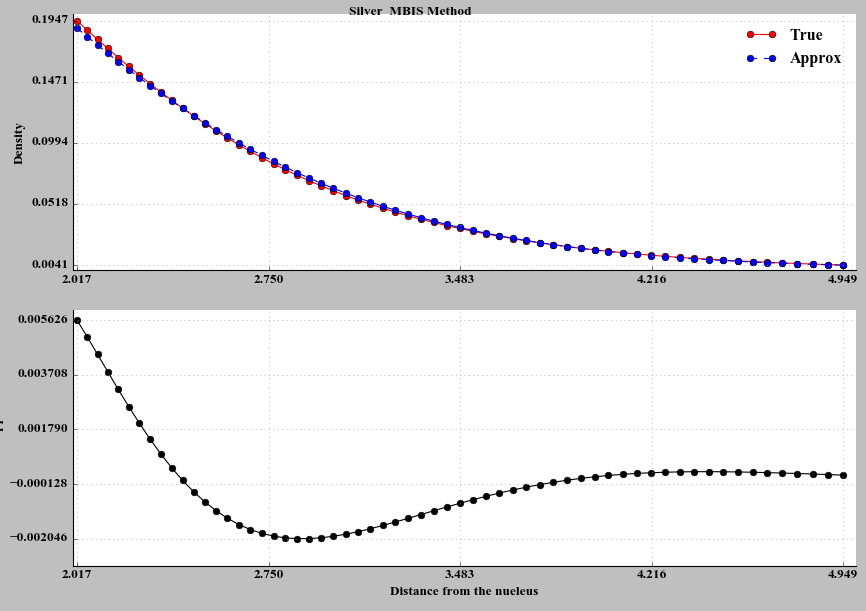 Silver MBIS Method
True
Approx
0.1947
0.1471
0.0994
0.0518
0.0041
Density
2.017 2.750 3.483 4.216 4.949
0.005626
0.003708
0.001790
−0.000128
−0.002046
2.017 2.750 3.483 4.216 4.949
Distance from the nueleus